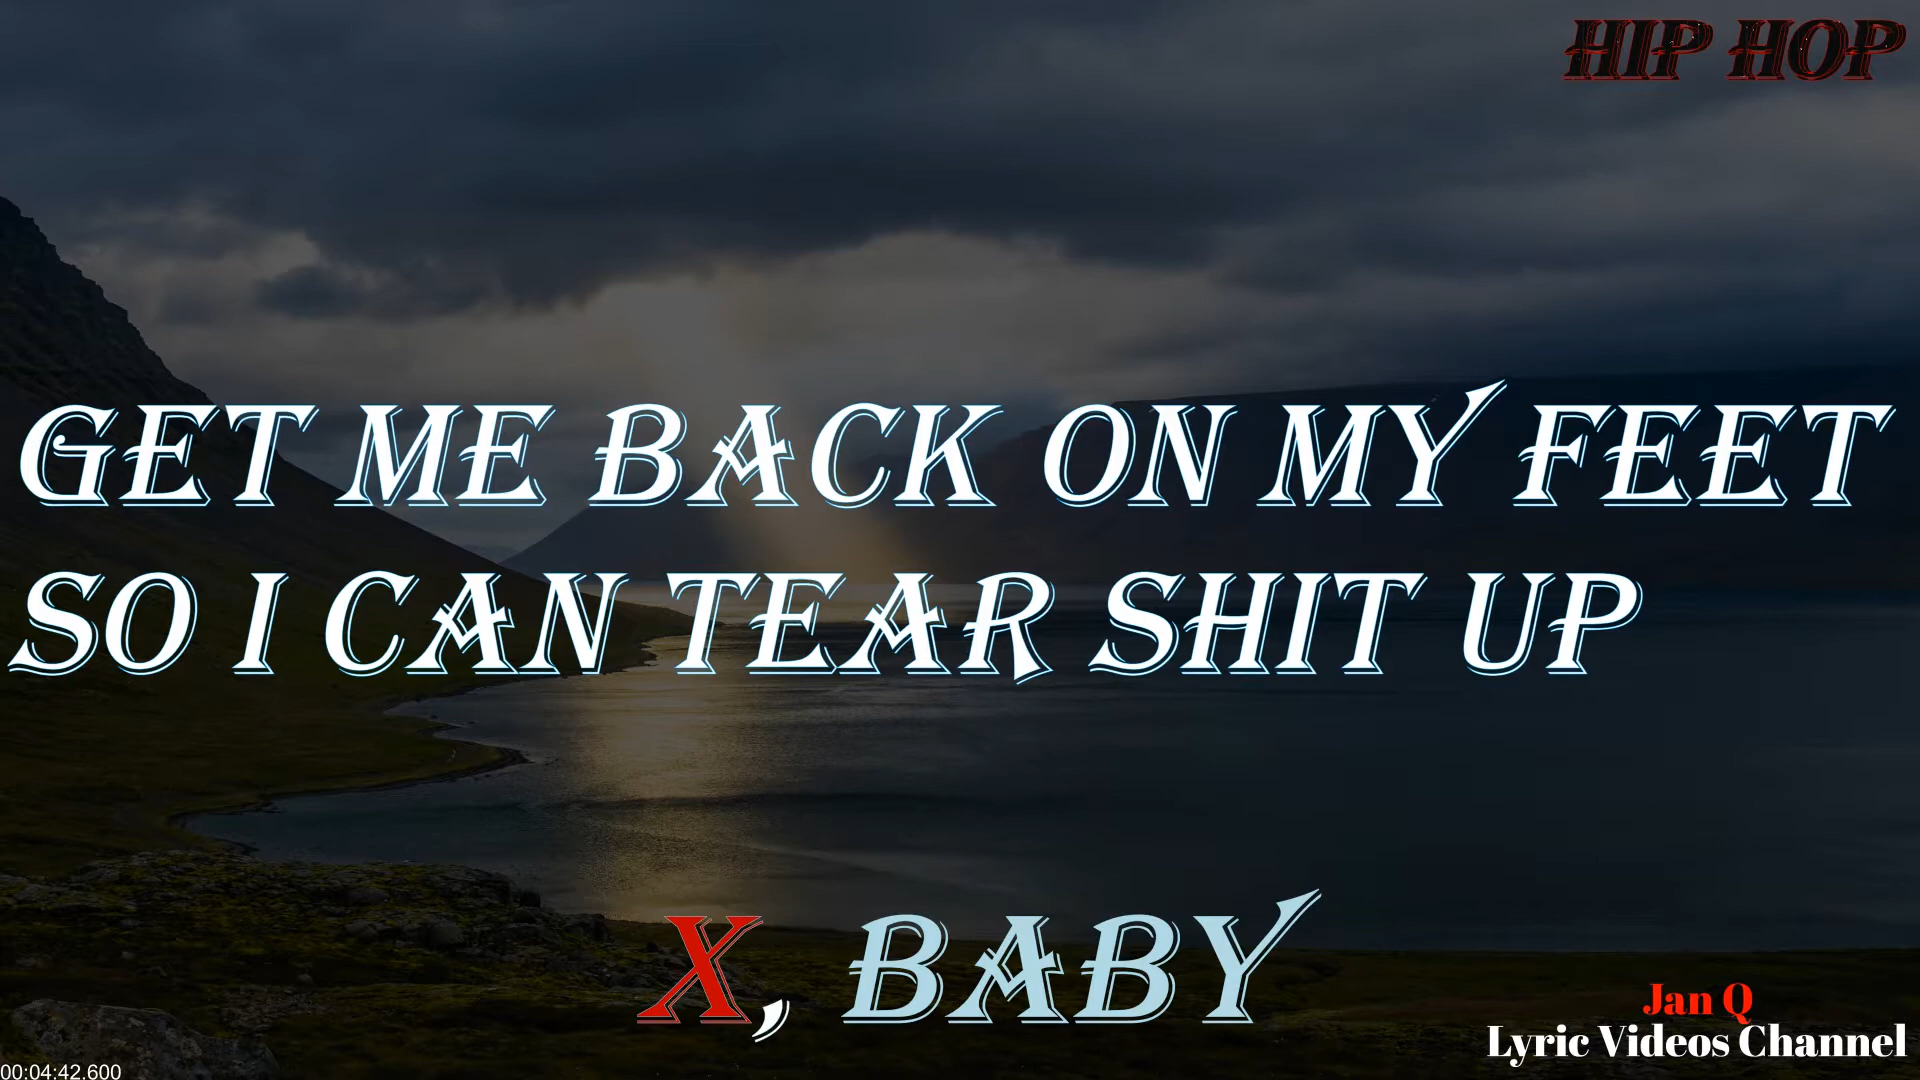 HIP HOP
GET ME BACK ON MY FEET
SO I CAN TEAR SHIT UP
X, BABY
Jan Q
Lyric Videos Channel
00:04:42.600